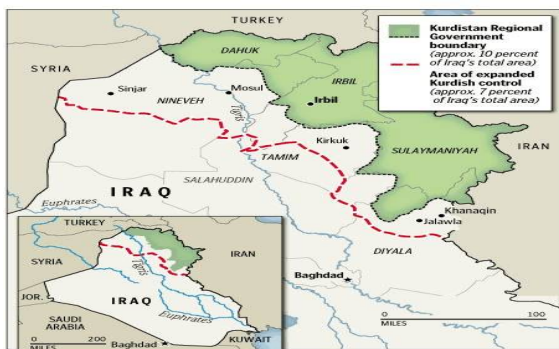 TURKEY
Kurdistan Regional
Government
boundary
(approx. 10 percent
of Iraq's total area)
Area of expanded
Kurdish control
(approx. 7 percent
of Iraq's total area)
DAHUK
SYRIA
IRBIL
Sinjar
Mosul
NINEVEH
Irbil
Tigris
Kirkuk
SULAYMANIYAH
IRAN
TAMIM
SALAHUDDIN
IRAQ
Euphrates
Khanaqin
Jalawla
DIYALA
Baghdad
0 100
MILES
TURKEY
SYRIA
IRAN
Tigris
JOR.
IRAQ
Euphrates
SAUDI
ARABIA
KUWAIT
0 200
MILES
Baghdad